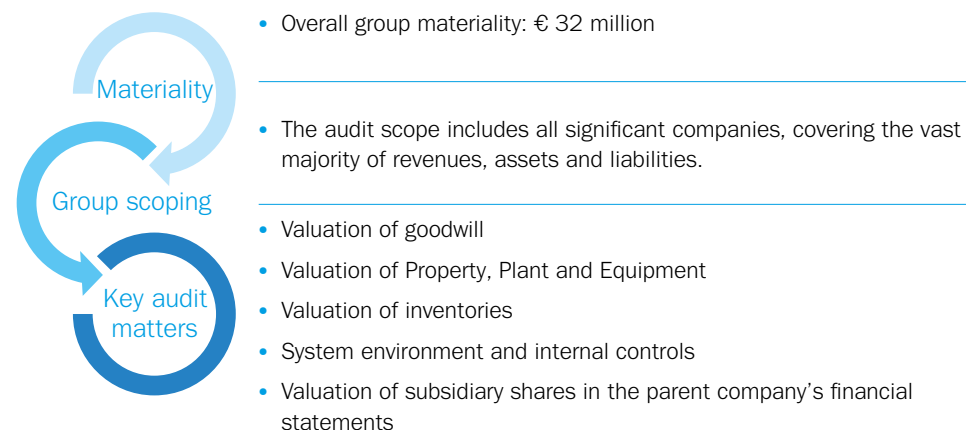 • Overall group materiality: € 32 million
Materiality
• The audit scope includes all significant companies, covering the vast
majority of revenues, assets and liabilities.
Group scoping
• Valuation of goodwill
• Valuation of Property, Plant and Equipment
Key audit
matters
• Valuation of inventories
• System environment and internal controls
• Valuation of subsidiary shares in the parent company’s financial
statements